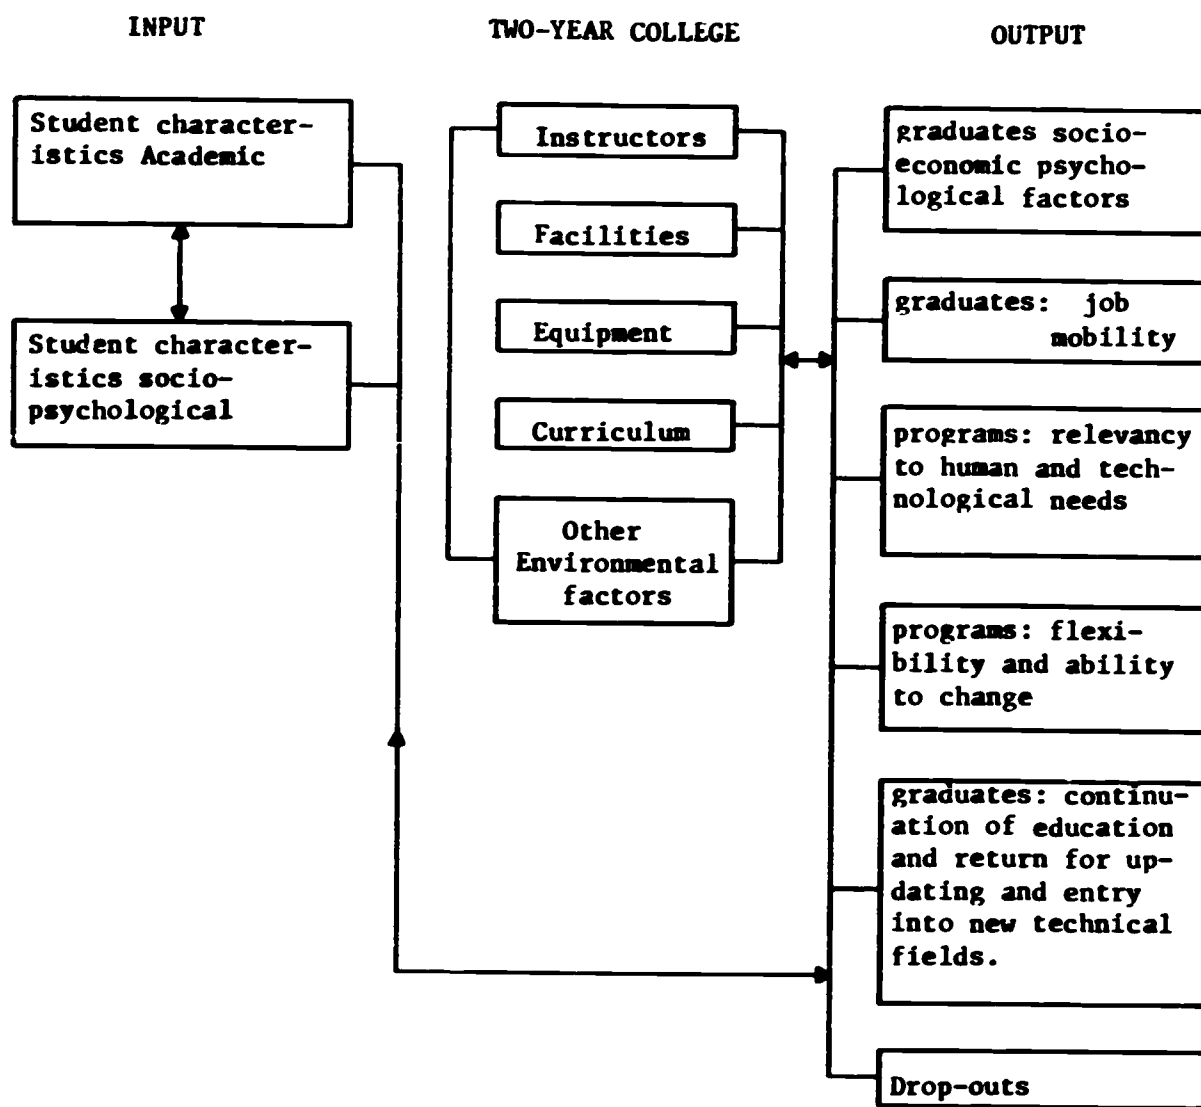 INPUT
TWO-YEAR COLLEGE
OUTPUT
Student character-
istics Academic
Student character-
istics socio-
psychological
Instructors
Facilities
Equipment
Curriculum
Other
Environmental
factors
graduates socio-
economic psycho-
logical factors
graduates: job
mobility
programs: relevancy
to human and tech-
nological needs
programs: flexi-
bility and ability
to change
graduates: continu-
ation of education
and return for up-
dating and entry
into new technical
fields.
Drop-outs